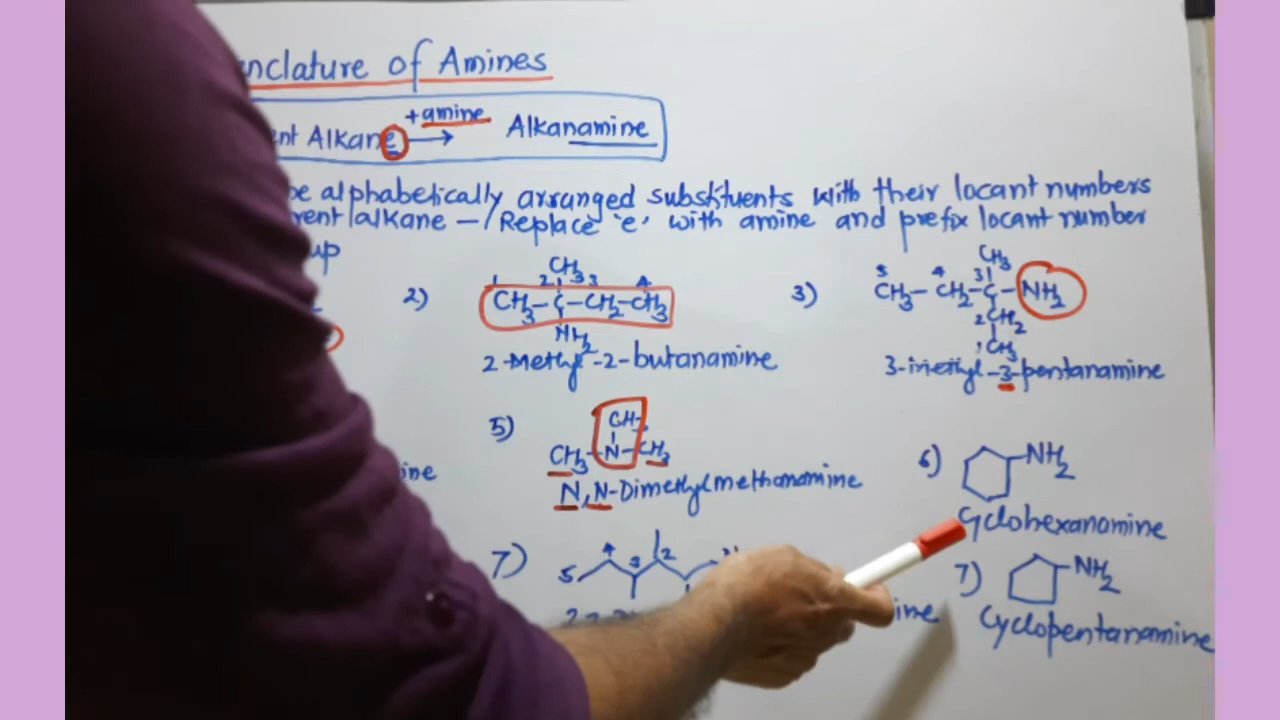 nclature of Amines
+amine
nt Alkane → Alkanamine
be alphabetically arranged substituents with their locant numbers
rent alkane — / Replace 'e' with amine and prefix locant number
up
2)
CH3
1 2 3 4
CH3-C-CH2-CH3
NH2
2-Methyl-2-butanamine
3)
CH3
5 4 3
CH3-CH2-C-NH2
2 CH2
1 CH3
3-methyl-3-pentanamine
5)
CH3
CH3-N-CH3
N,N-Dimethylmethanamine
ine
6)
NH2
Cyclohexanamine
7)
5 4 3 2
ine
7)
NH2
Cyclopentanamine